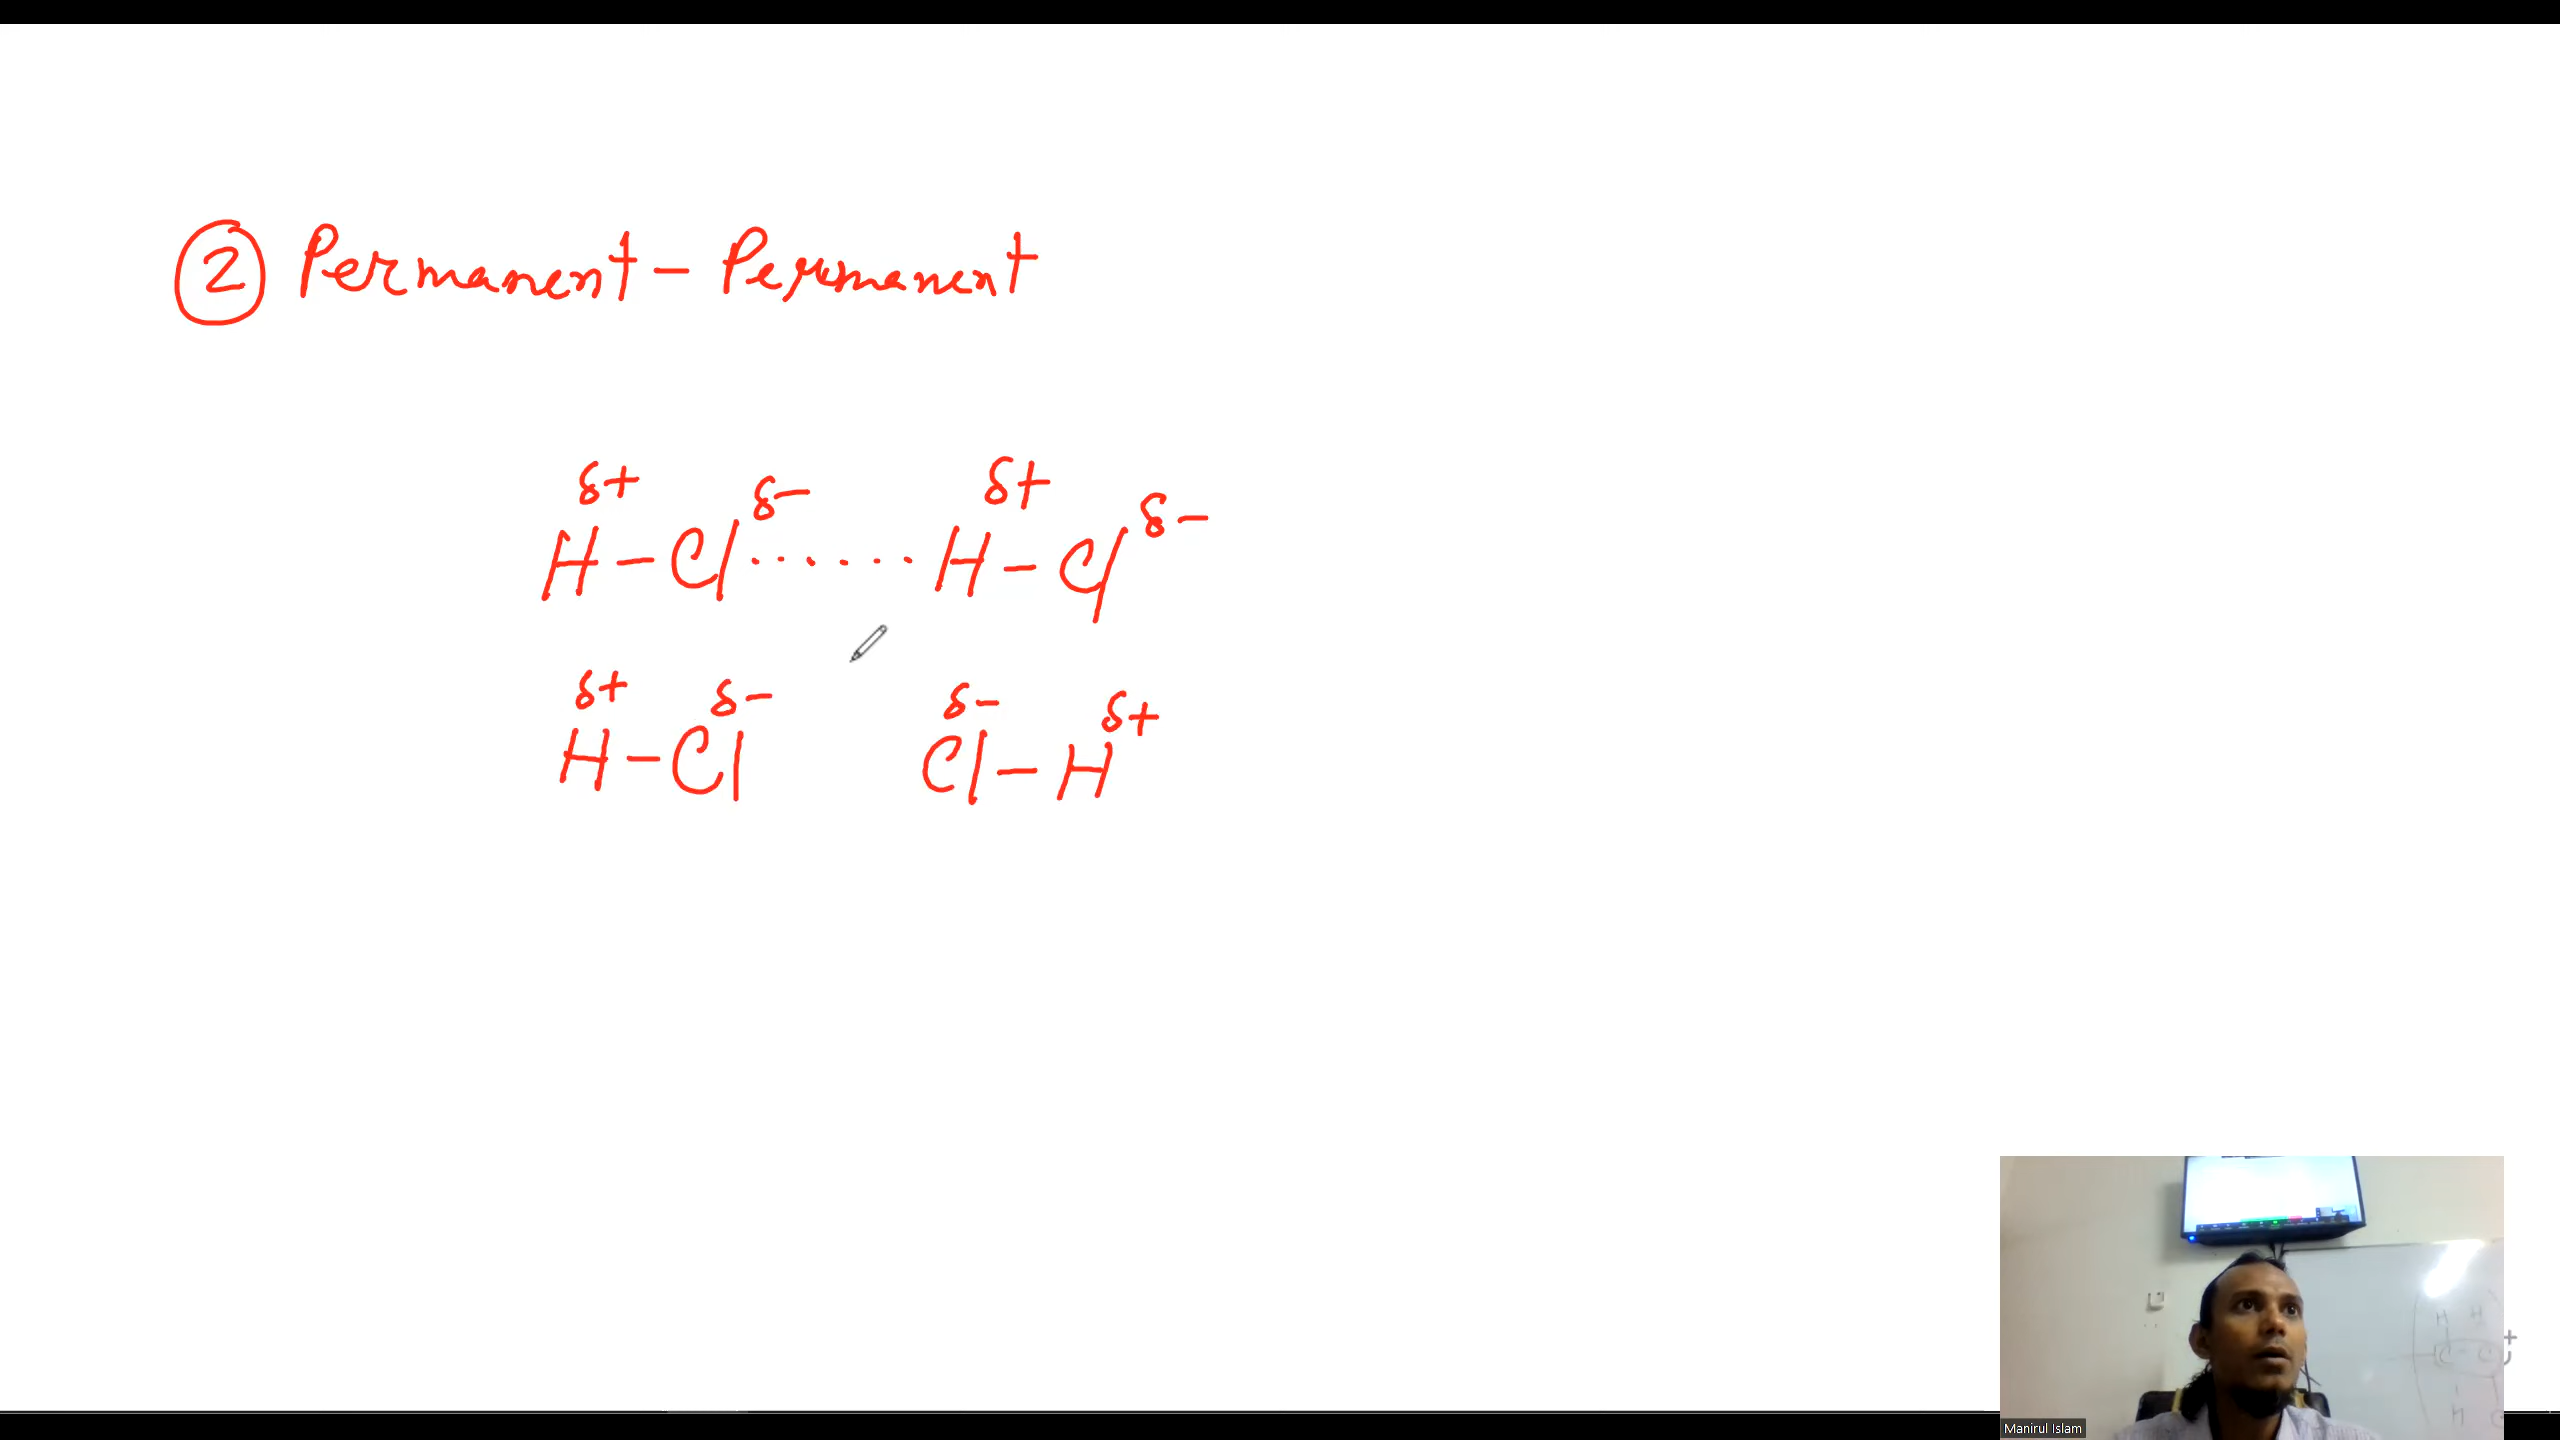 ② Permanent – Permanent
δ+ δ– δ+ δ–
H – Cl ······· H – Cl
δ+ δ– δ– δ+
H – Cl Cl – H
Manirul Islam